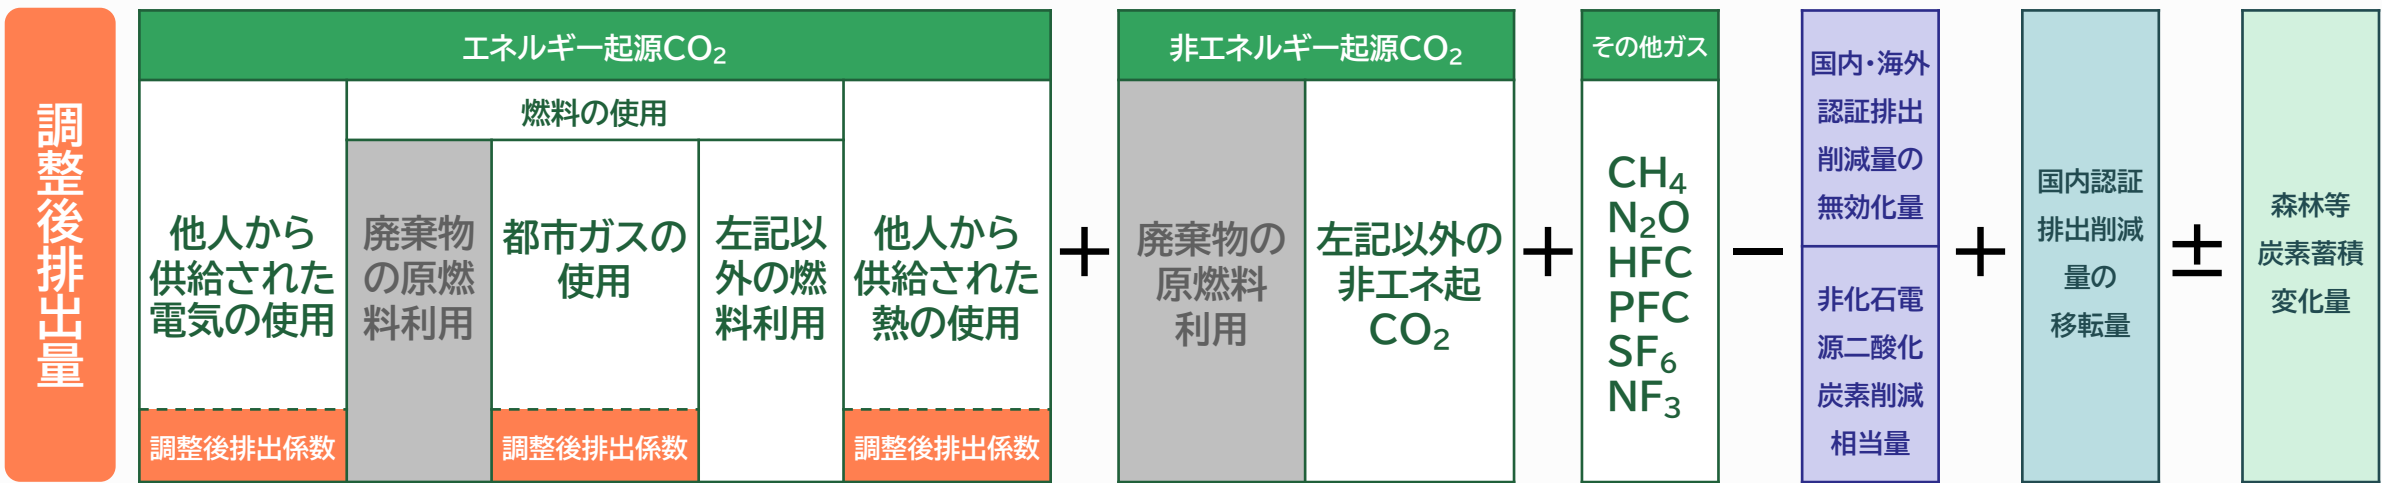 調整後排出量
エネルギー起源CO₂
他人から
供給された
電気の使用
調整後排出係数
燃料の使用
廃棄物
の原燃
料利用
都市ガスの
使用
調整後排出係数
左記以
外の燃
料利用
他人から
供給された
熱の使用
調整後排出係数
+
非エネルギー起源CO₂
廃棄物の
原燃料
利用
左記以外の
非エネ起
CO₂
+
その他ガス
CH₄
N₂O
HFC
PFC
SF₆
NF₃
−
国内・海外
認証排出
削減量の
無効化量
非化石電
源二酸化
炭素削減
相当量
+
国内認証
排出削減
量の
移転量
±
森林等
炭素蓄積
変化量